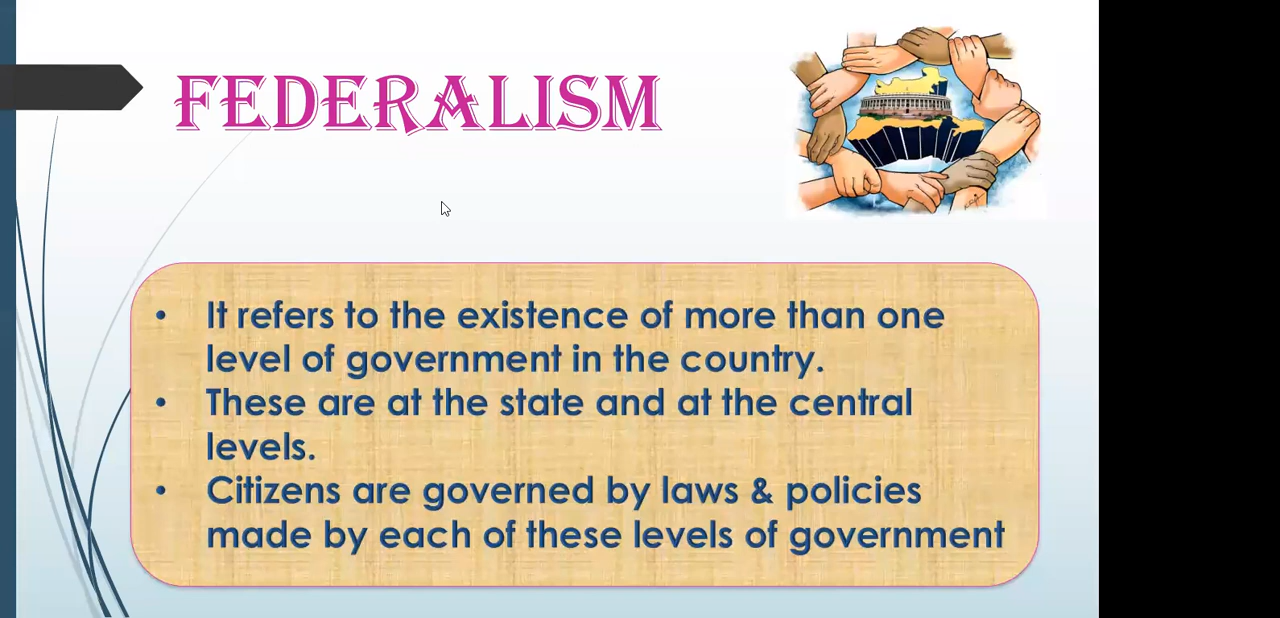 FEDERALISM
• It refers to the existence of more than one
level of government in the country.
• These are at the state and at the central
levels.
• Citizens are governed by laws & policies
made by each of these levels of government